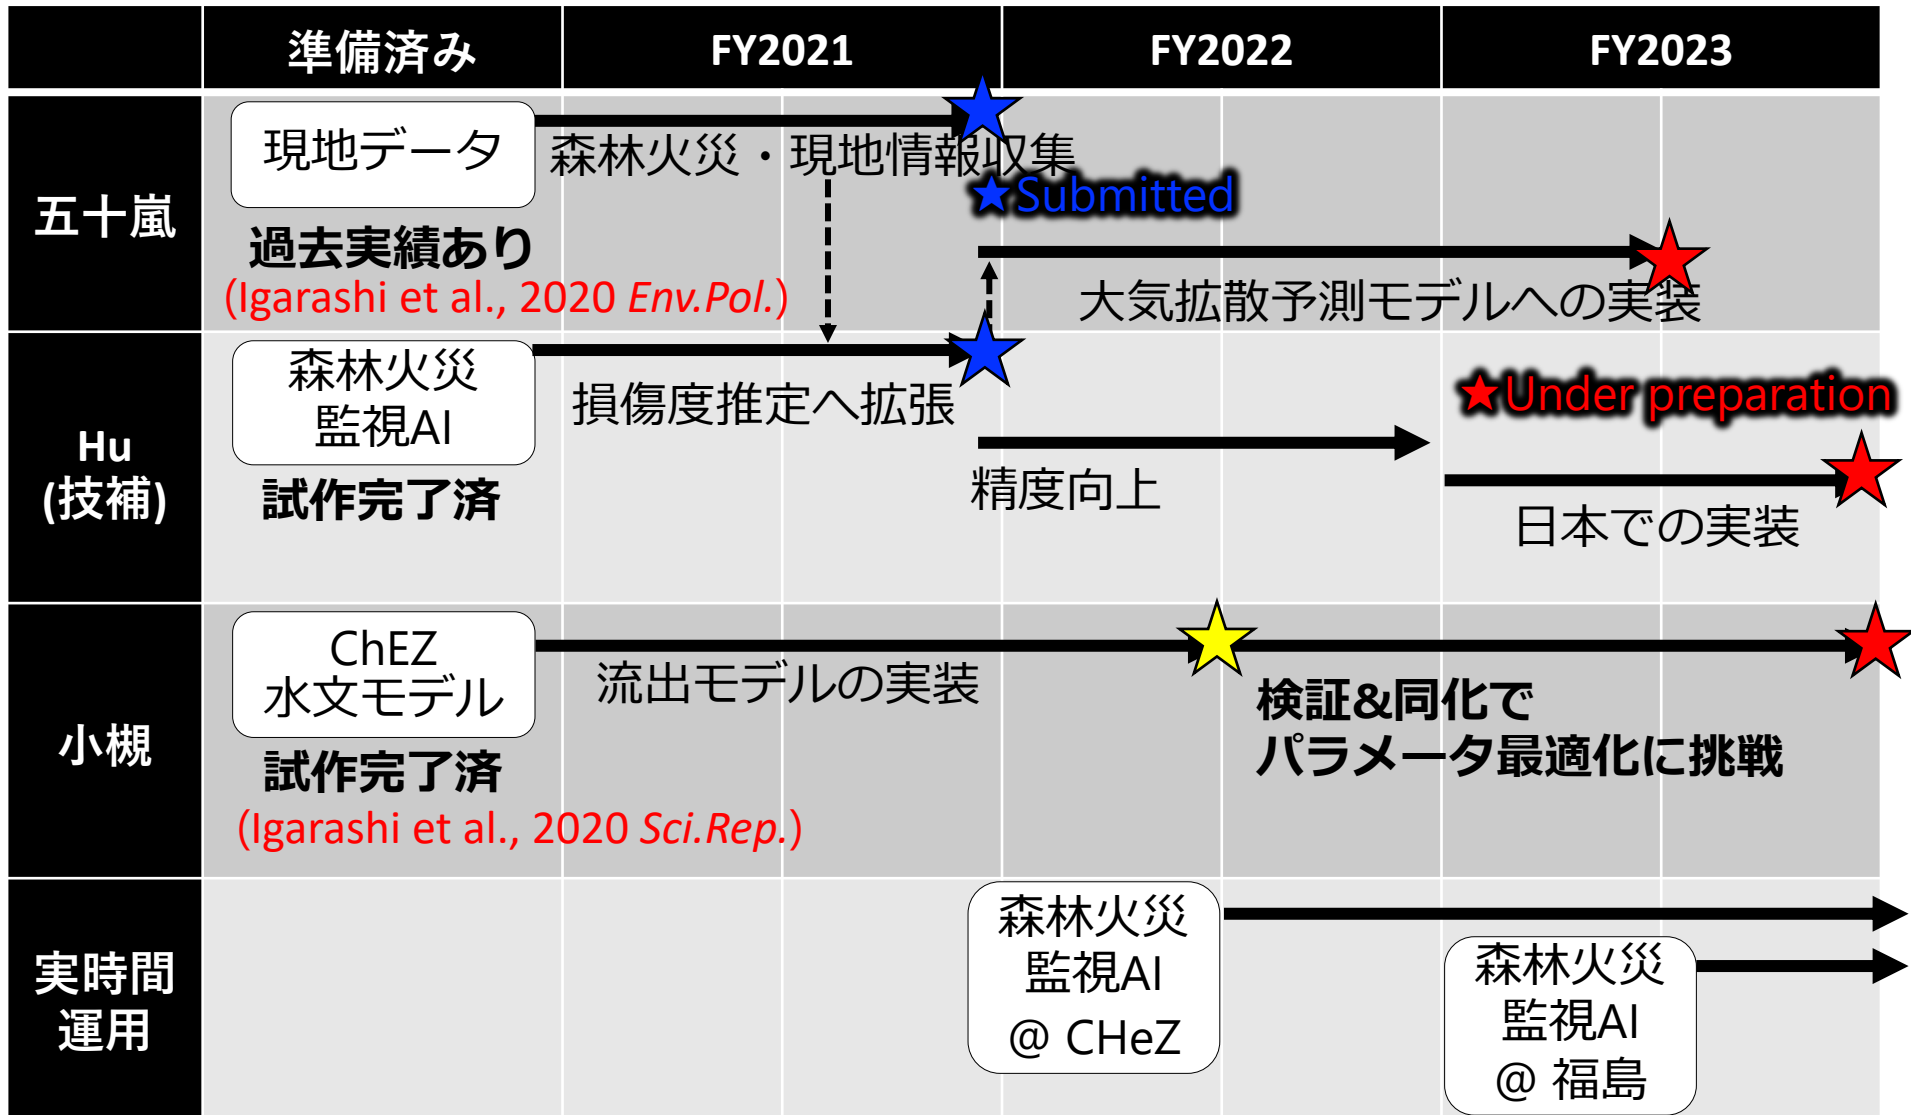 準備済み
FY2021
FY2022
FY2023
五十嵐
現地データ
過去実績あり
(Igarashi et al., 2020 Env.Pol.)
森林火災・現地情報収集
★Submitted
大気拡散予測モデルへの実装
Hu
(技補)
森林火災
監視AI
試作完了済
損傷度推定へ拡張
精度向上
★Under preparation
日本での実装
小槻
ChEZ
水文モデル
試作完了済
(Igarashi et al., 2020 Sci.Rep.)
流出モデルの実装
検証&同化で
パラメータ最適化に挑戦
実時間
運用
森林火災
監視AI
@ CHeZ
森林火災
監視AI
@ 福島